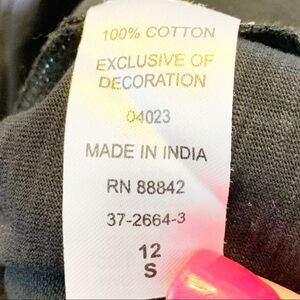 100% COTTON
EXCLUSIVE OF
DECORATION
04023
MADE IN INDIA
RN 88842
37-2664-3
12
S